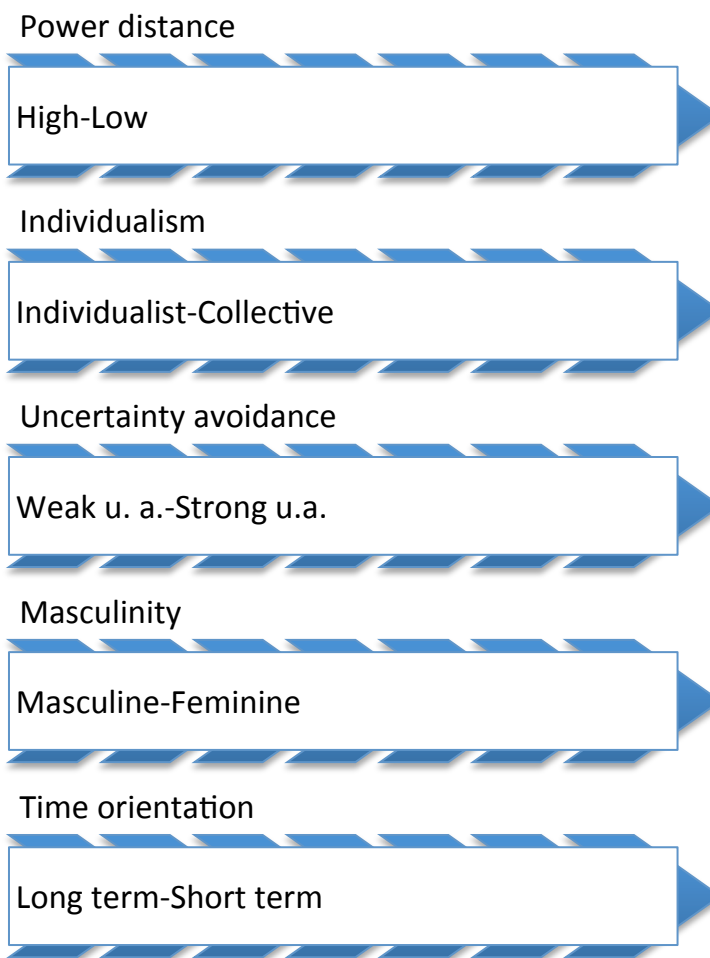 Power distance
High-Low
Individualism
Individualist-Collective
Uncertainty avoidance
Weak u. a.-Strong u.a.
Masculinity
Masculine-Feminine
Time orientation
Long term-Short term